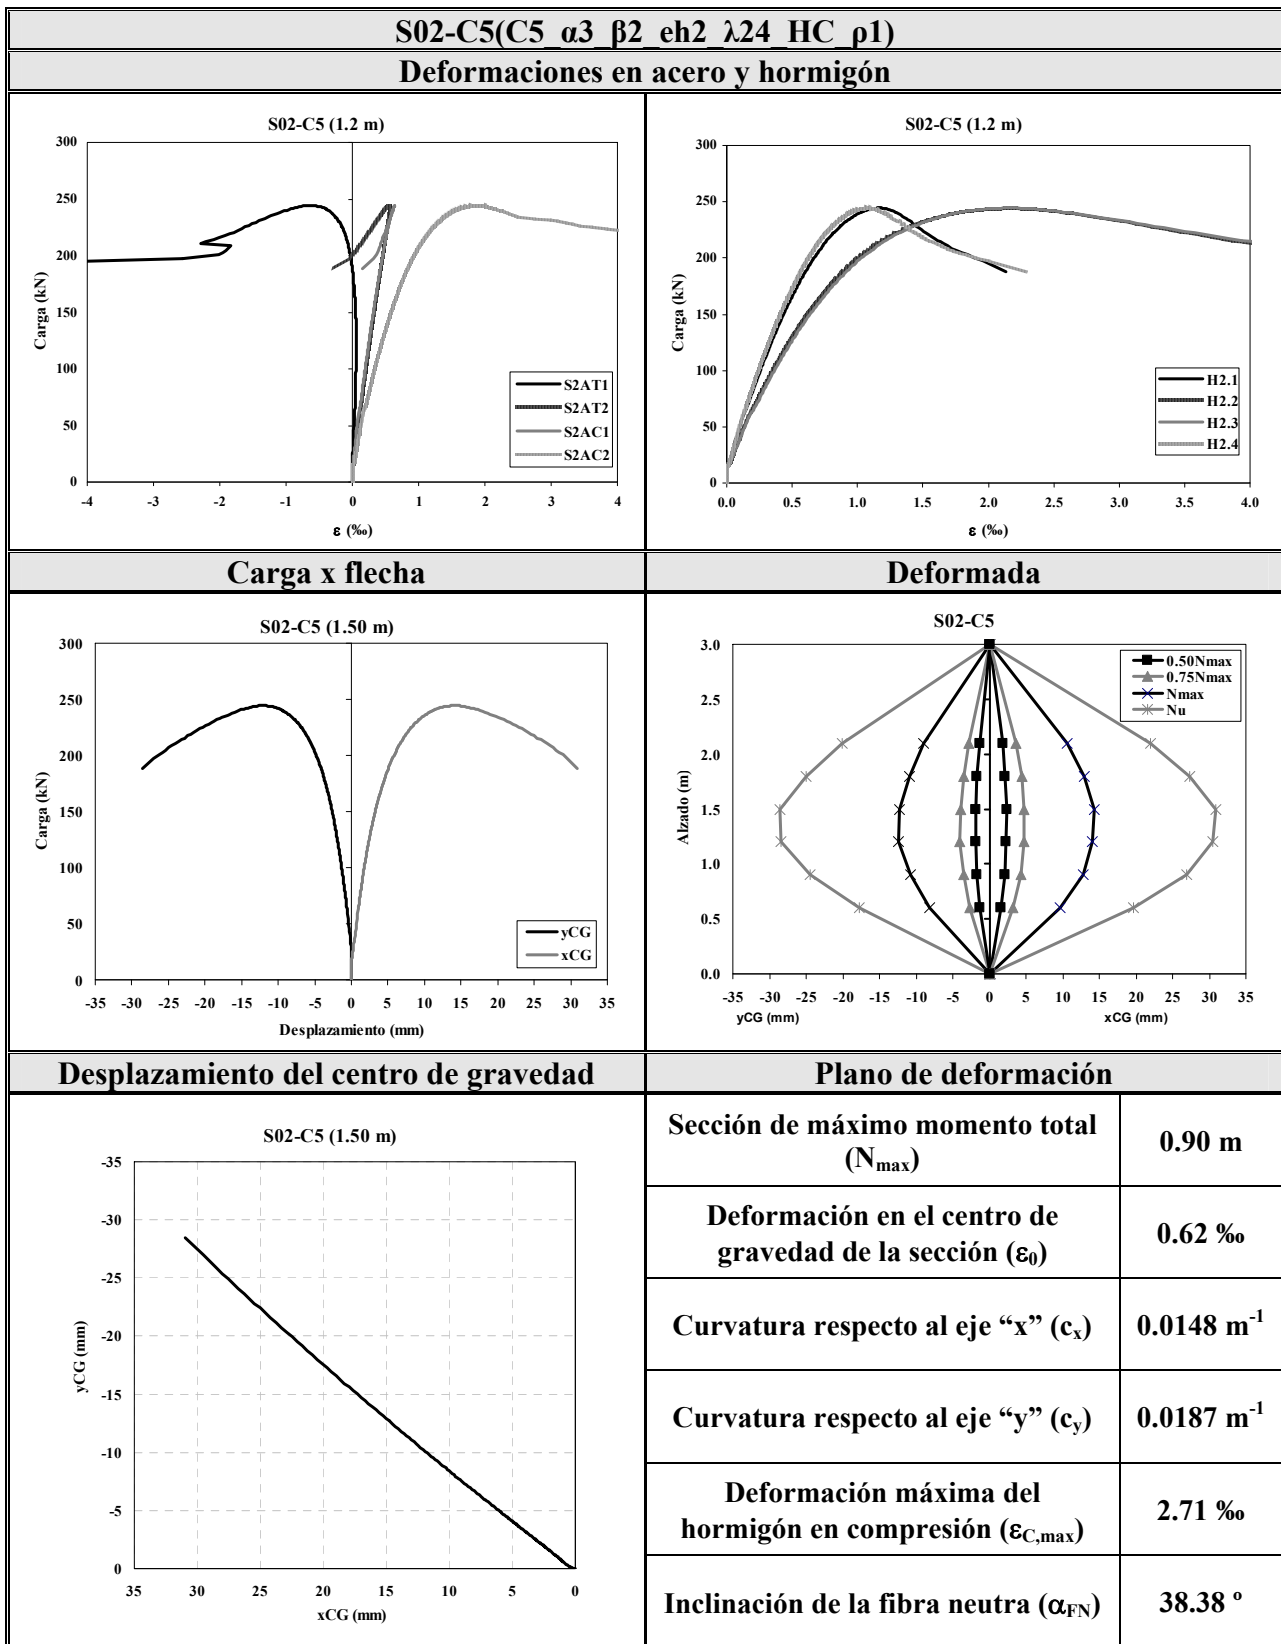 S02-C5(C5_α3_β2_eh2_λ24_HC_ρ1)
Deformaciones en acero y hormigón
S02-C5 (1.2 m)
300
250
200
150
100
50
0
-4 -3 -2 -1 0 1 2 3 4
Carga (kN)
ε (‰)
S2AT1
S2AT2
S2AC1
S2AC2
S02-C5 (1.2 m)
300
250
200
150
100
50
0
0.0 0.5 1.0 1.5 2.0 2.5 3.0 3.5 4.0
Carga (kN)
ε (‰)
H2.1
H2.2
H2.3
H2.4
Carga x flecha
S02-C5 (1.50 m)
300
250
200
150
100
50
0
-35 -30 -25 -20 -15 -10 -5 0 5 10 15 20 25 30 35
Carga (kN)
Desplazamiento (mm)
yCG
xCG
Deformada
S02-C5
3.0
2.5
2.0
1.5
1.0
0.5
0.0
-35 -30 -25 -20 -15 -10 -5 0 5 10 15 20 25 30 35
Alzado (m)
yCG (mm) xCG (mm)
0.50Nmax
0.75Nmax
Nmax
Nu
Desplazamiento del centro de gravedad
S02-C5 (1.50 m)
-35
-30
-25
-20
-15
-10
-5
0
35 30 25 20 15 10 5 0
yCG (mm)
xCG (mm)
Plano de deformación
Sección de máximo momento total
(Nmax)
0.90 m
Deformación en el centro de
gravedad de la sección (ε0)
0.62 ‰
Curvatura respecto al eje “x” (cx)
0.0148 m-1
Curvatura respecto al eje “y” (cy)
0.0187 m-1
Deformación máxima del
hormigón en compresión (εC,max)
2.71 ‰
Inclinación de la fibra neutra (αFN)
38.38 º